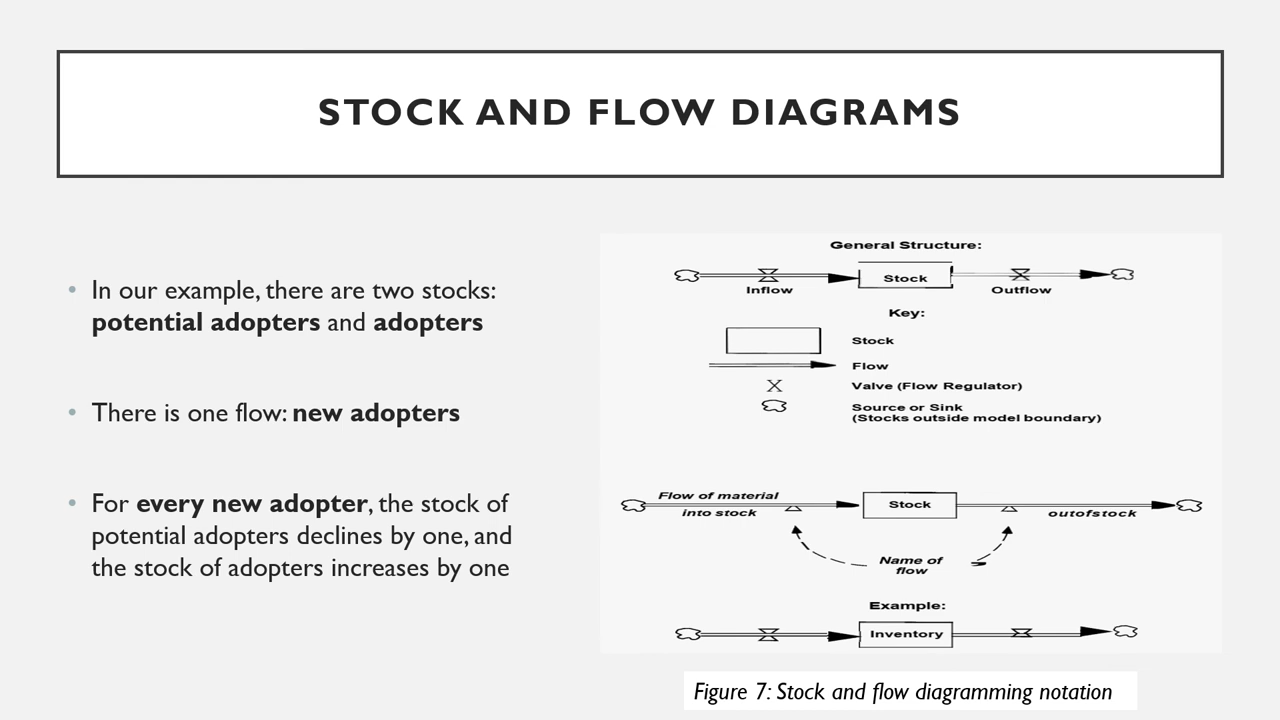 STOCK AND FLOW DIAGRAMS
• In our example, there are two stocks:
potential adopters and adopters
• There is one flow: new adopters
• For every new adopter, the stock of
potential adopters declines by one, and
the stock of adopters increases by one
General Structure:
Stock
Inflow
Outflow
Key:
Stock
Flow
X
Valve (Flow Regulator)
Source or Sink
(Stocks outside model boundary)
Flow of material
into stock
Stock
outofstock
Name of
flow
Example:
Inventory
Figure 7: Stock and flow diagramming notation